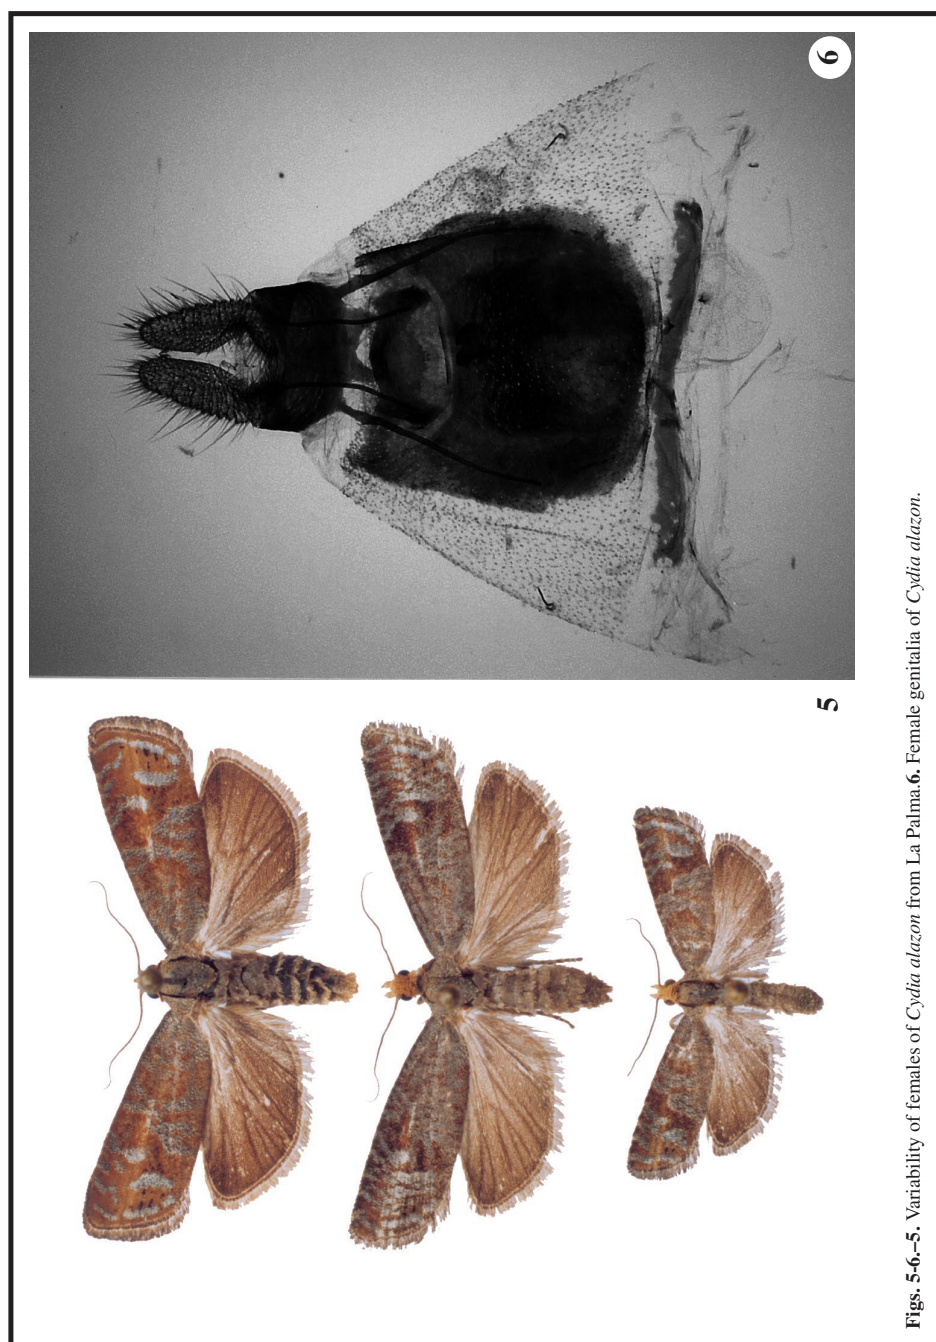 5
6
Figs. 5-6.–5. Variability of females of Cydia alazon from La Palma.6. Female genitalia of Cydia alazon.